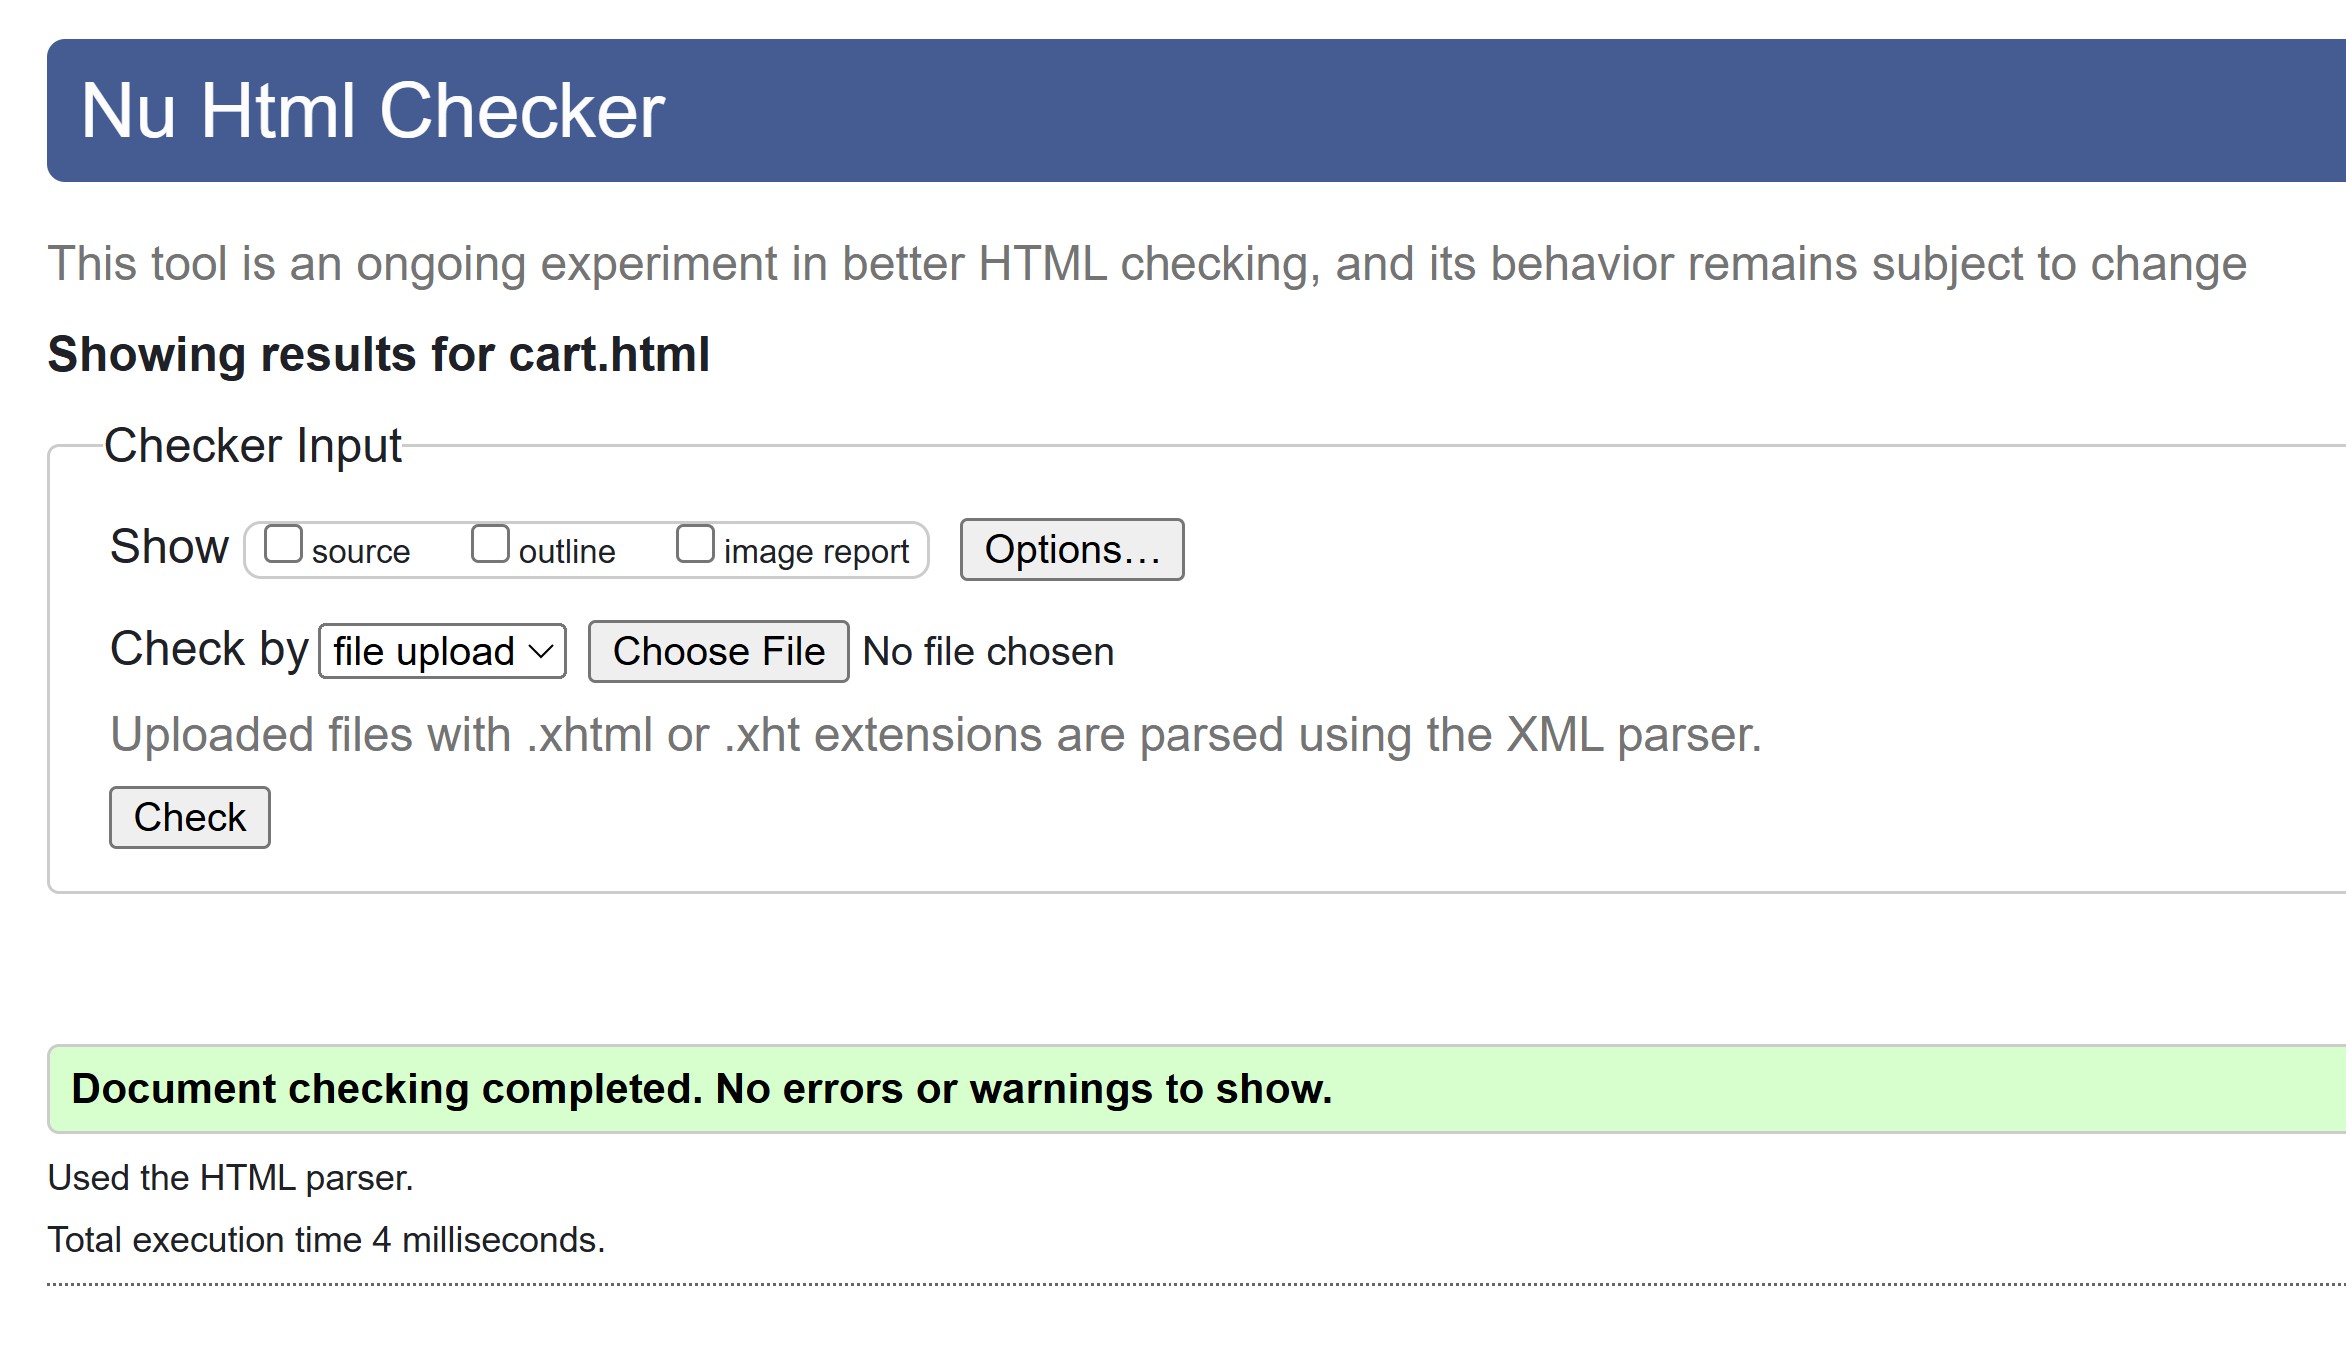 Nu Html Checker
This tool is an ongoing experiment in better HTML checking, and its behavior remains subject to change
Showing results for cart.html
Checker Input
Show source outline image report Options…
Check by file upload Choose File No file chosen
Uploaded files with .xhtml or .xht extensions are parsed using the XML parser.
Check
Document checking completed. No errors or warnings to show.
Used the HTML parser.
Total execution time 4 milliseconds.